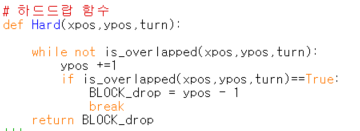 # 하드드랍 함수
def Hard(xpos,ypos,turn):
    while not is_overlapped(xpos,ypos,turn):
        ypos +=1
        if is_overlapped(xpos,ypos,turn)==True:
            BLOCK_drop = ypos - 1
            break
    return BLOCK_drop
'''